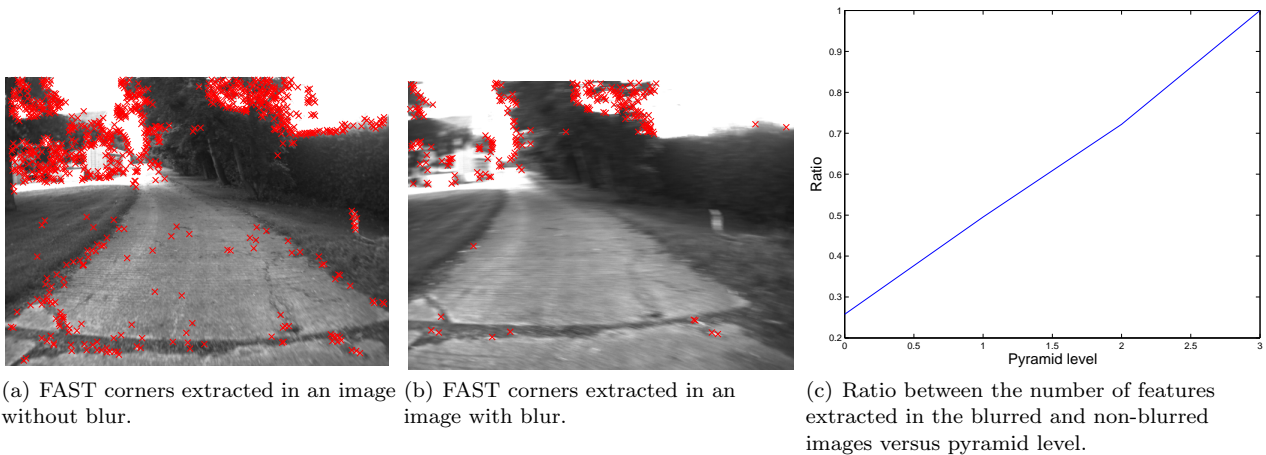 1
0.9
0.8
0.7
0.6
0.5
0.4
0.3
0.2
0 0.5 1 1.5 2 2.5 3
Ratio
Pyramid level
(a) FAST corners extracted in an image
without blur.
(b) FAST corners extracted in an
image with blur.
(c) Ratio between the number of features
extracted in the blurred and non-blurred
images versus pyramid level.